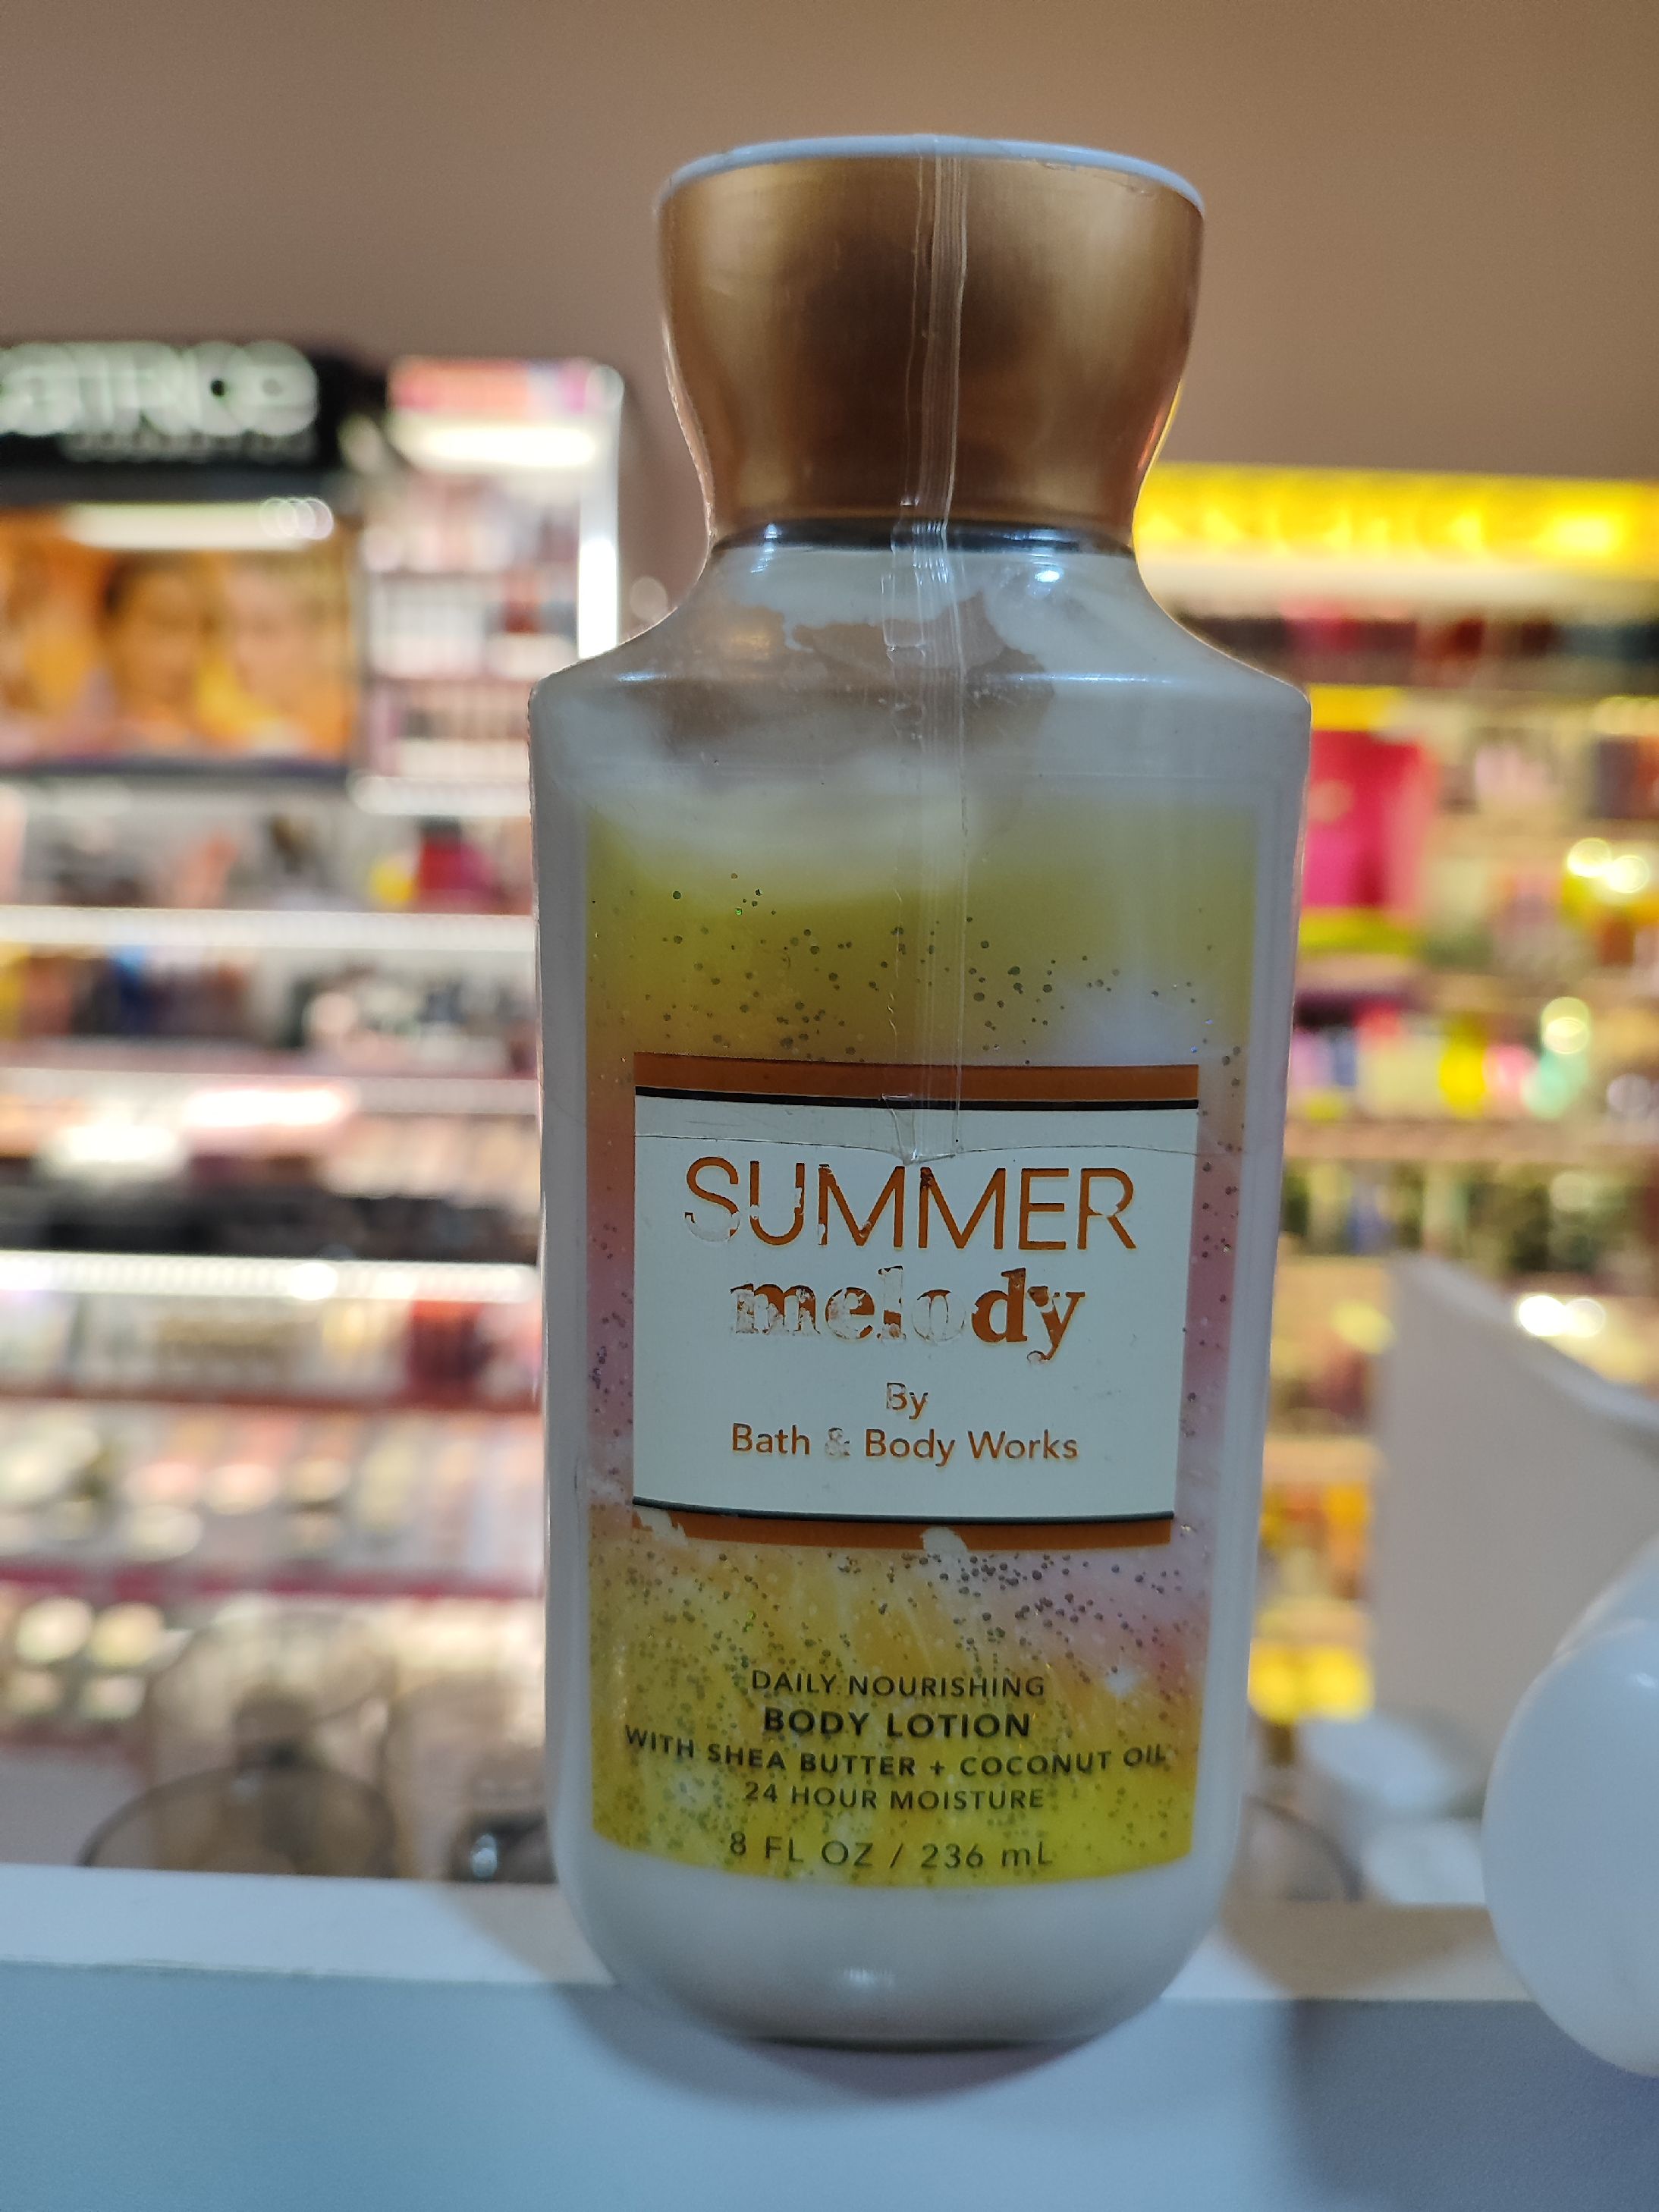 SUMMER
melody
By
Bath & Body Works
DAILY NOURISHING
BODY LOTION
WITH SHEA BUTTER + COCONUT OIL
24 HOUR MOISTURE
8 FL OZ / 236 mL